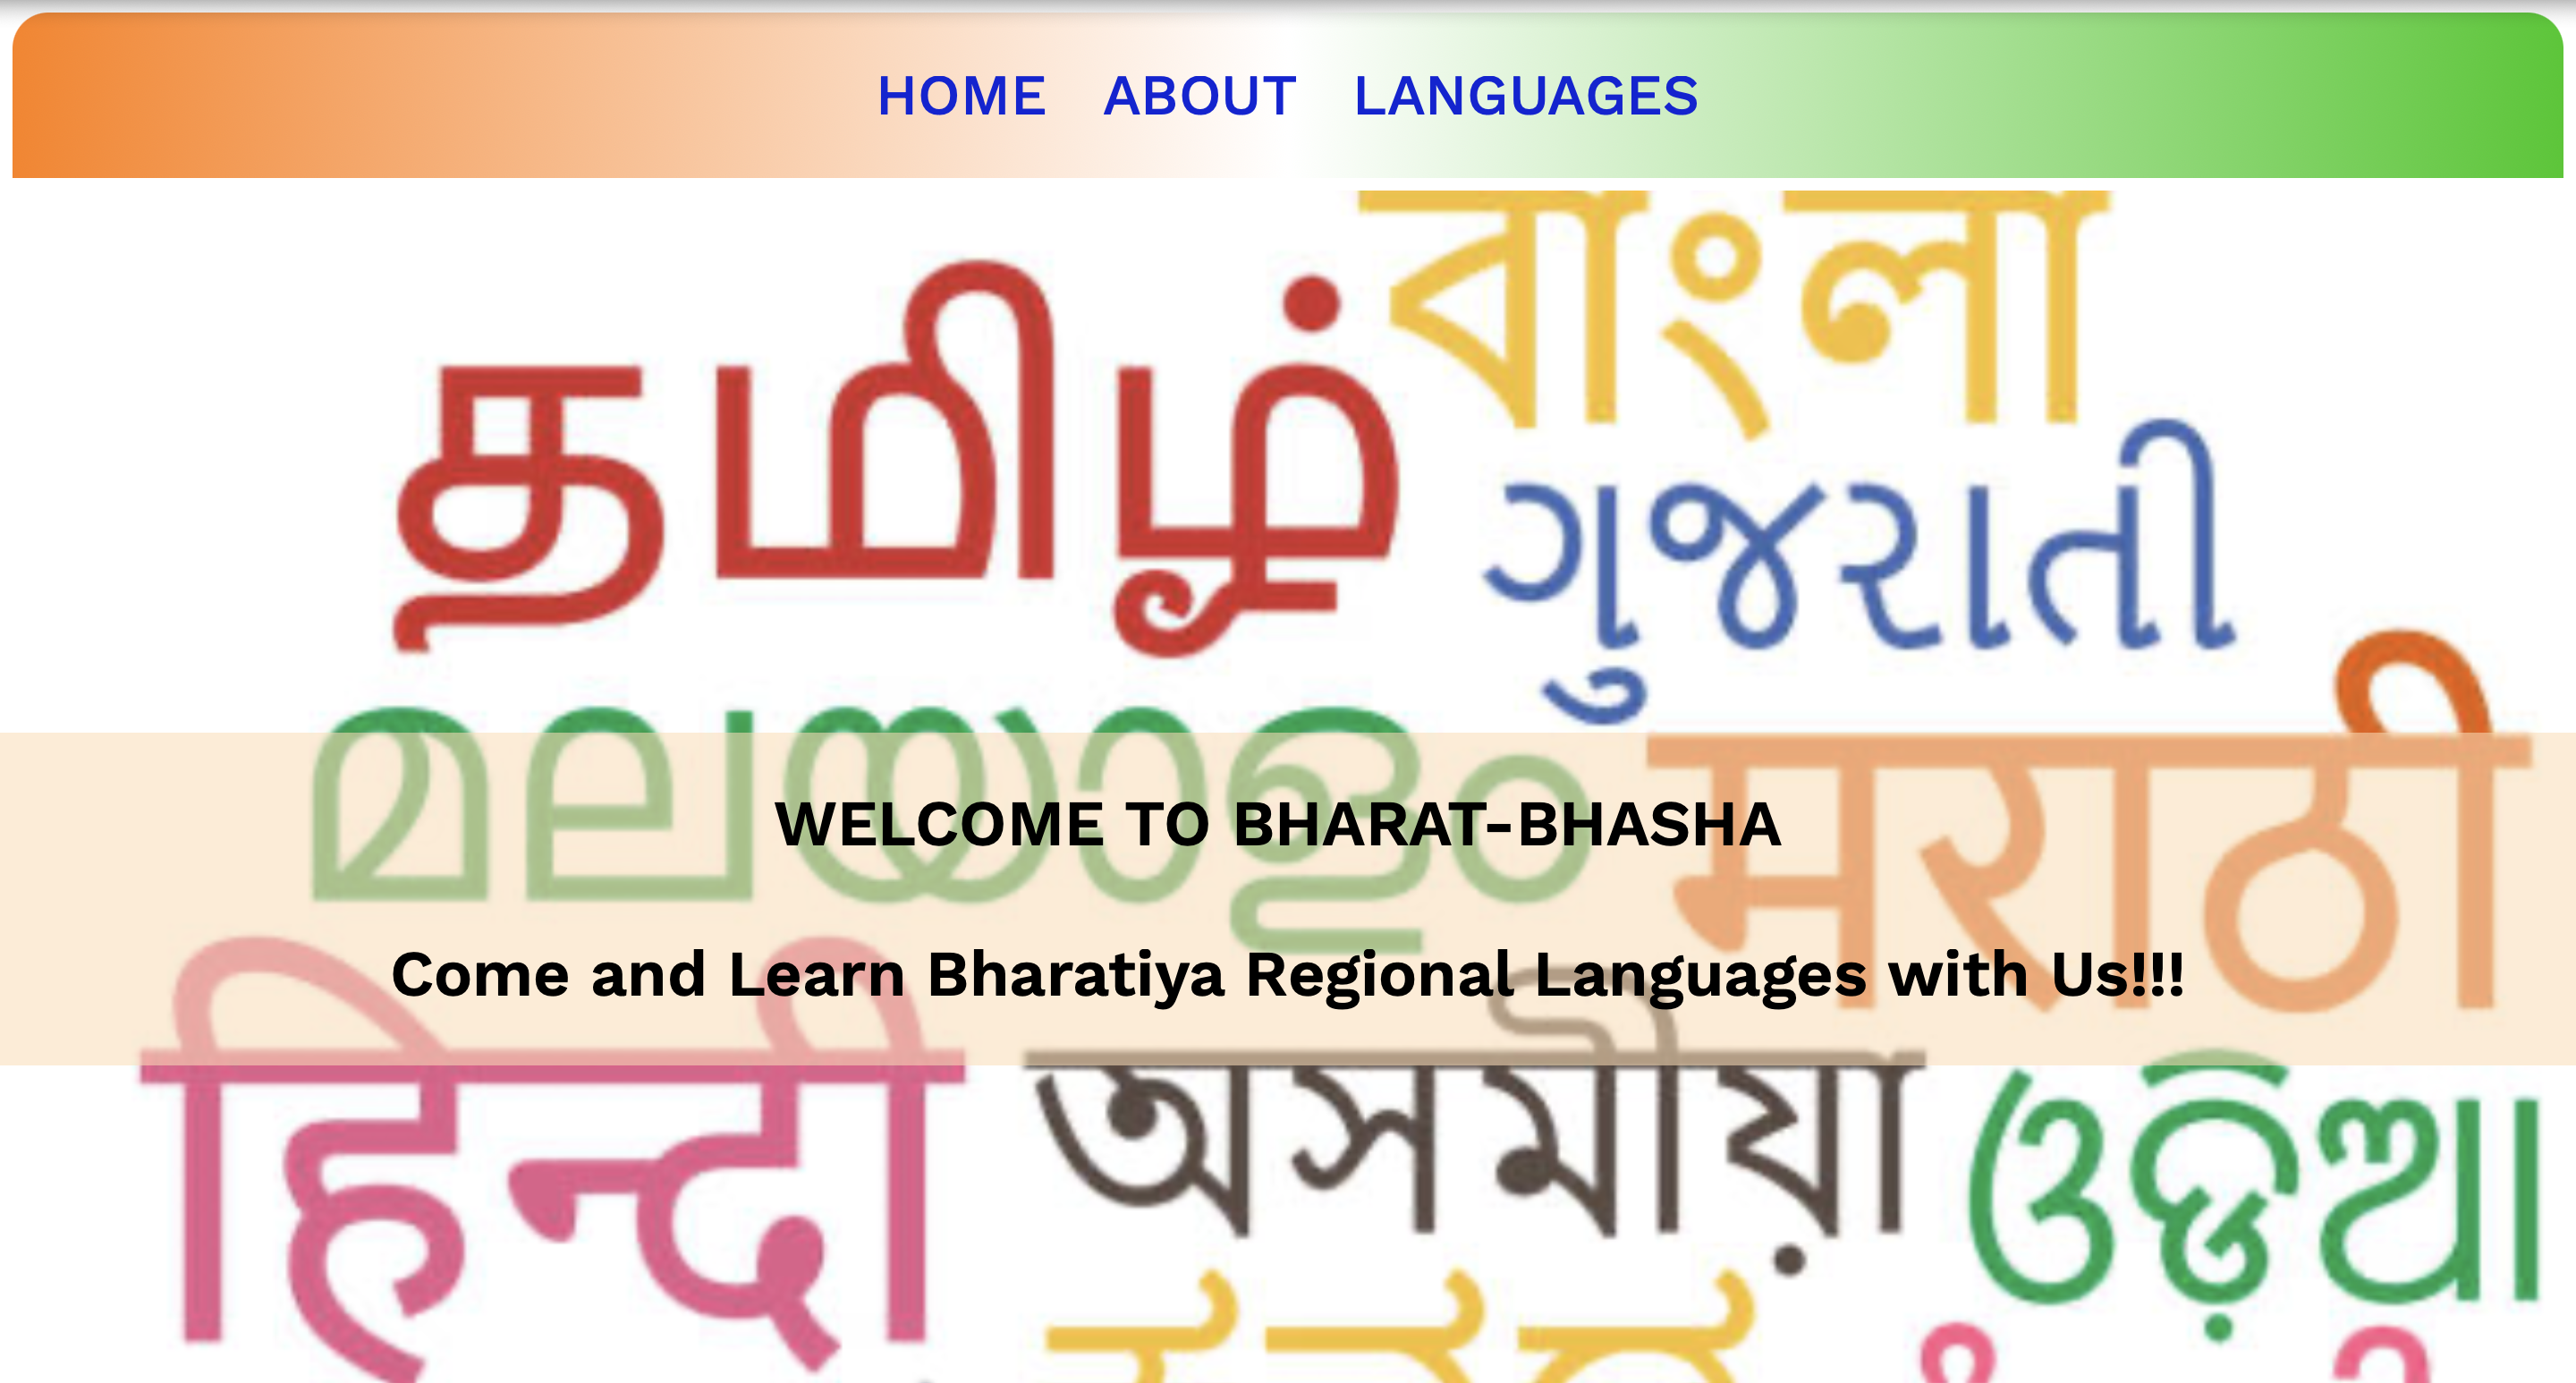 HOME ABOUT LANGUAGES
বাংলা
தமிழ்
ગુજરાતી
മലയാളം
मराठी
WELCOME TO BHARAT-BHASHA
Come and Learn Bharatiya Regional Languages with Us!!!
हिन्दी
অসমীয়া
ଓଡ଼ିଆ